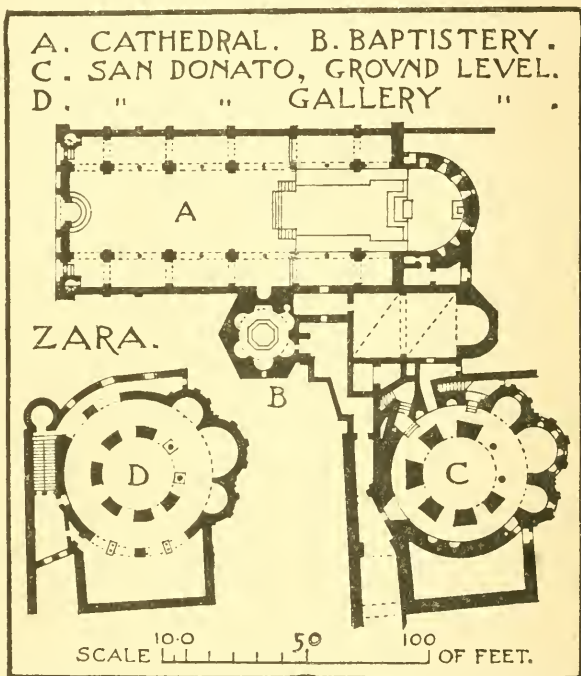 A. CATHEDRAL. B. BAPTISTERY.
C. SAN DONATO, GROVND LEVEL.
D. " " GALLERY " .
A
ZARA.
B
D
C
10·0 50 100
SCALE OF FEET.